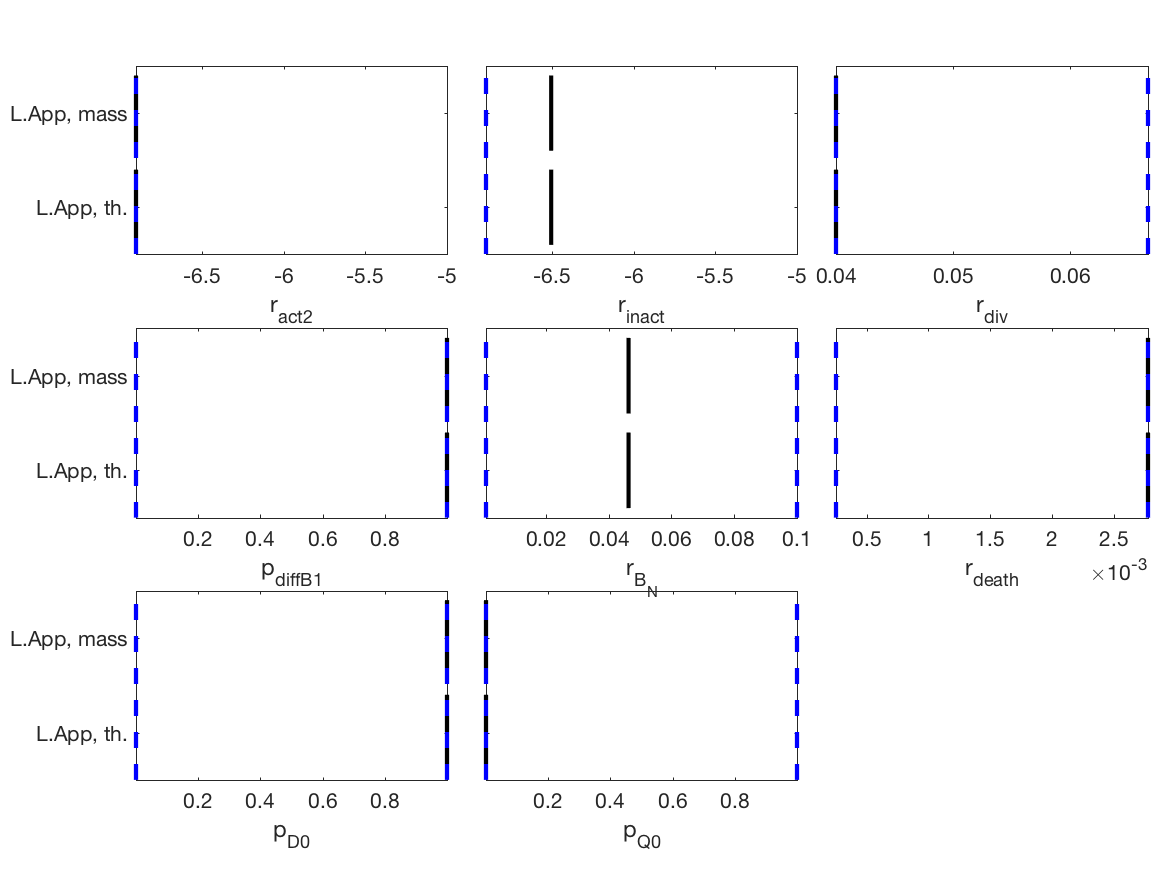 L.App, mass
L.App, th.
-6.5 -6 -5.5 -5
r_act2
-6.5 -6 -5.5 -5
r_inact
0.04 0.05 0.06
r_div
L.App, mass
L.App, th.
0.2 0.4 0.6 0.8
p_diffB1
0.02 0.04 0.06 0.08 0.1
r_B_N
0.5 1 1.5 2 2.5
×10^-3
r_death
L.App, mass
L.App, th.
0.2 0.4 0.6 0.8
p_D0
0.2 0.4 0.6 0.8
p_Q0